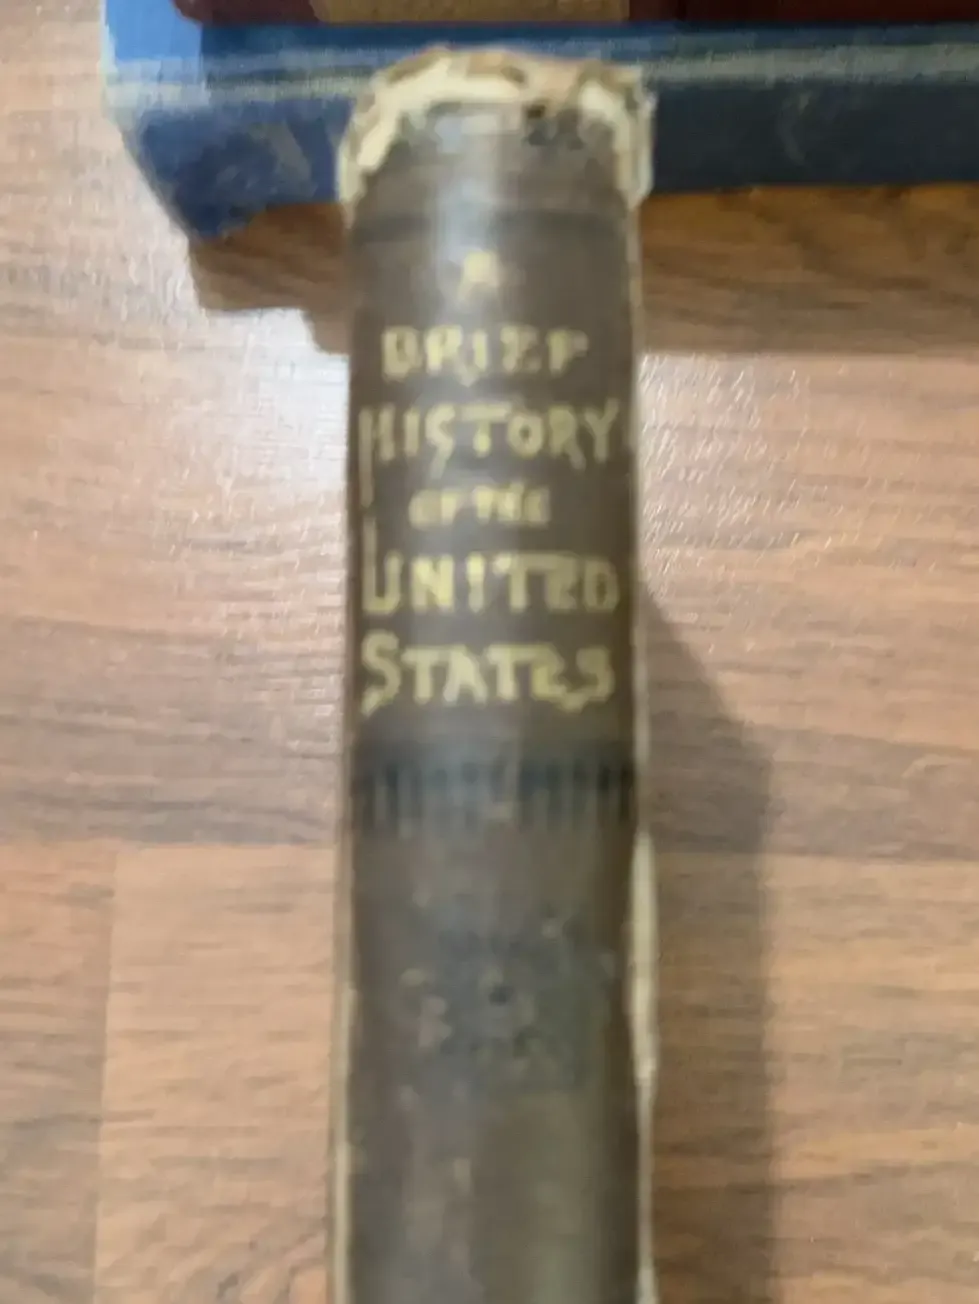 A
BRIEF
HISTORY
OF THE
UNITED
STATES